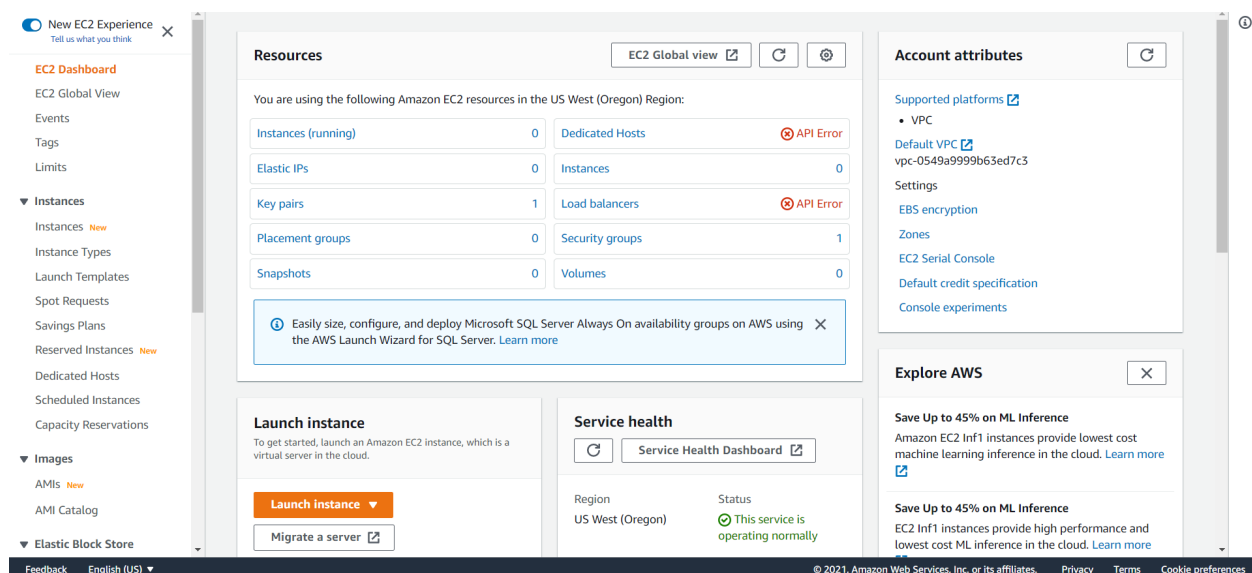 New EC2 Experience
Tell us what you think
EC2 Dashboard
EC2 Global View
Events
Tags
Limits
Instances
Instances New
Instance Types
Launch Templates
Spot Requests
Savings Plans
Reserved Instances New
Dedicated Hosts
Scheduled Instances
Capacity Reservations
Images
AMIs New
AMI Catalog
Elastic Block Store
Resources
EC2 Global view
You are using the following Amazon EC2 resources in the US West (Oregon) Region:
Instances (running) 0 Dedicated Hosts API Error
Elastic IPs 0 Instances 0
Key pairs 1 Load balancers API Error
Placement groups 0 Security groups 1
Snapshots 0 Volumes 0
Easily size, configure, and deploy Microsoft SQL Server Always On availability groups on AWS using
the AWS Launch Wizard for SQL Server. Learn more
Launch instance
To get started, launch an Amazon EC2 instance, which is a
virtual server in the cloud.
Launch instance
Migrate a server
Service health
Service Health Dashboard
Region Status
US West (Oregon) This service is
operating normally
Account attributes
Supported platforms
• VPC
Default VPC
vpc-0549a9999b63ed7c3
Settings
EBS encryption
Zones
EC2 Serial Console
Default credit specification
Console experiments
Explore AWS
Save Up to 45% on ML Inference
Amazon EC2 Inf1 instances provide lowest cost
machine learning inference in the cloud. Learn more
Save Up to 45% on ML Inference
EC2 Inf1 instances provide high performance and
lowest cost ML inference in the cloud. Learn more
Feedback English (US) © 2021, Amazon Web Services, Inc. or its affiliates. Privacy Terms Cookie preferences